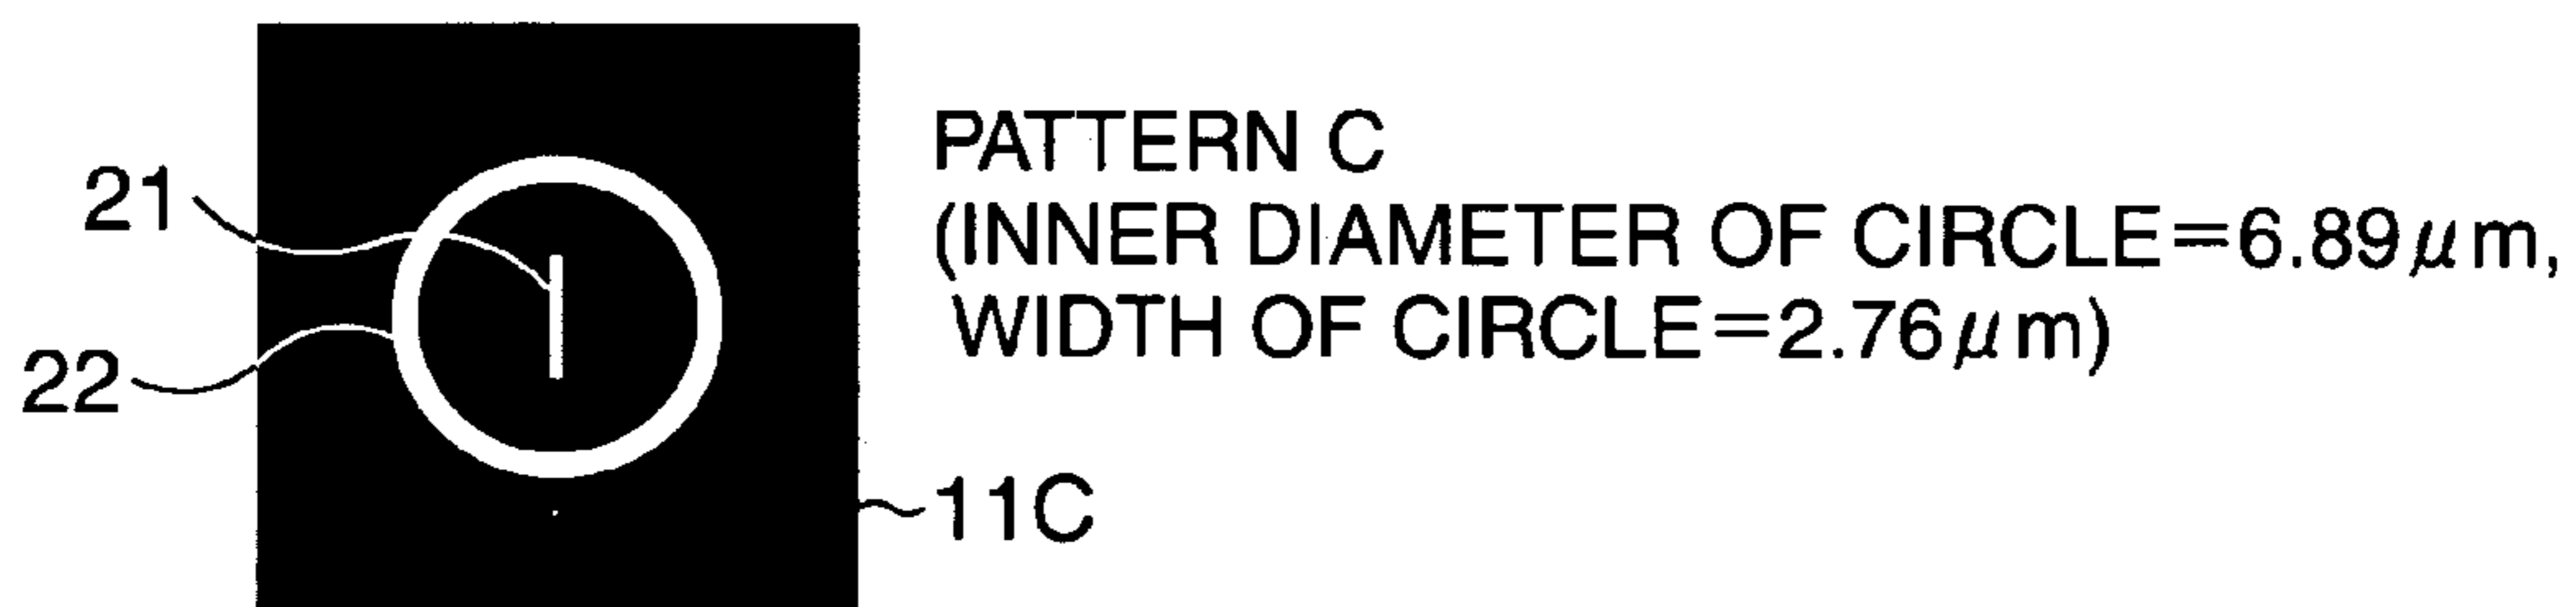 21
22
PATTERN C
(INNER DIAMETER OF CIRCLE=6.89μm,
WIDTH OF CIRCLE=2.76μm)
11C